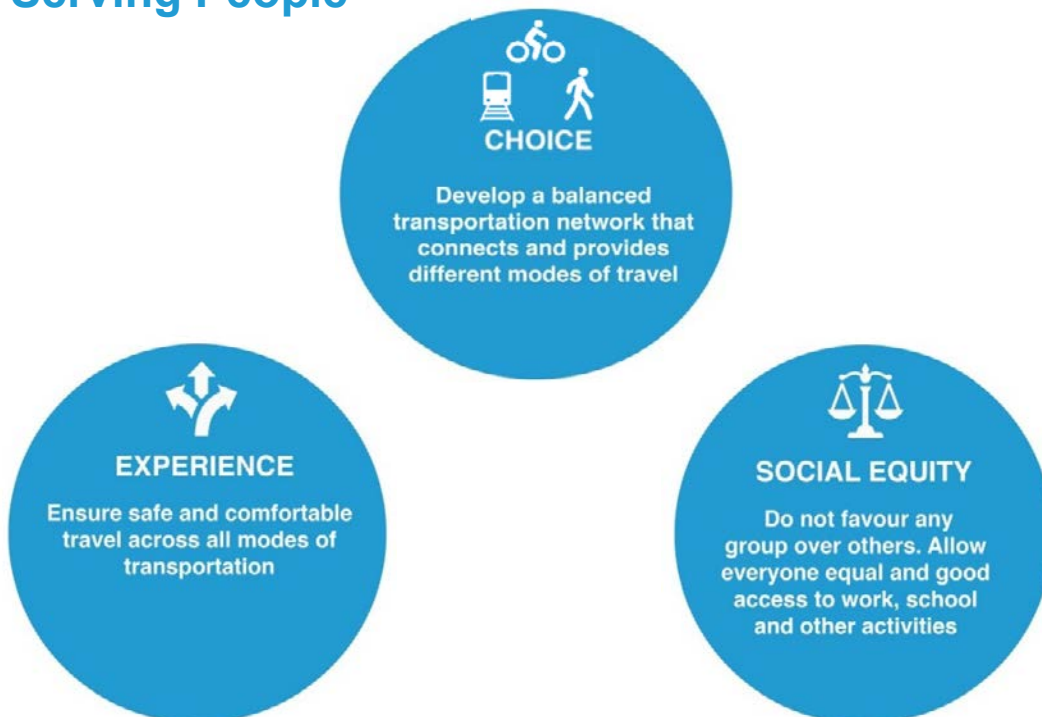 Serving People
CHOICE
Develop a balanced
transportation network that
connects and provides
different modes of travel
EXPERIENCE
Ensure safe and comfortable
travel across all modes of
transportation
SOCIAL EQUITY
Do not favour any
group over others. Allow
everyone equal and good
access to work, school
and other activities